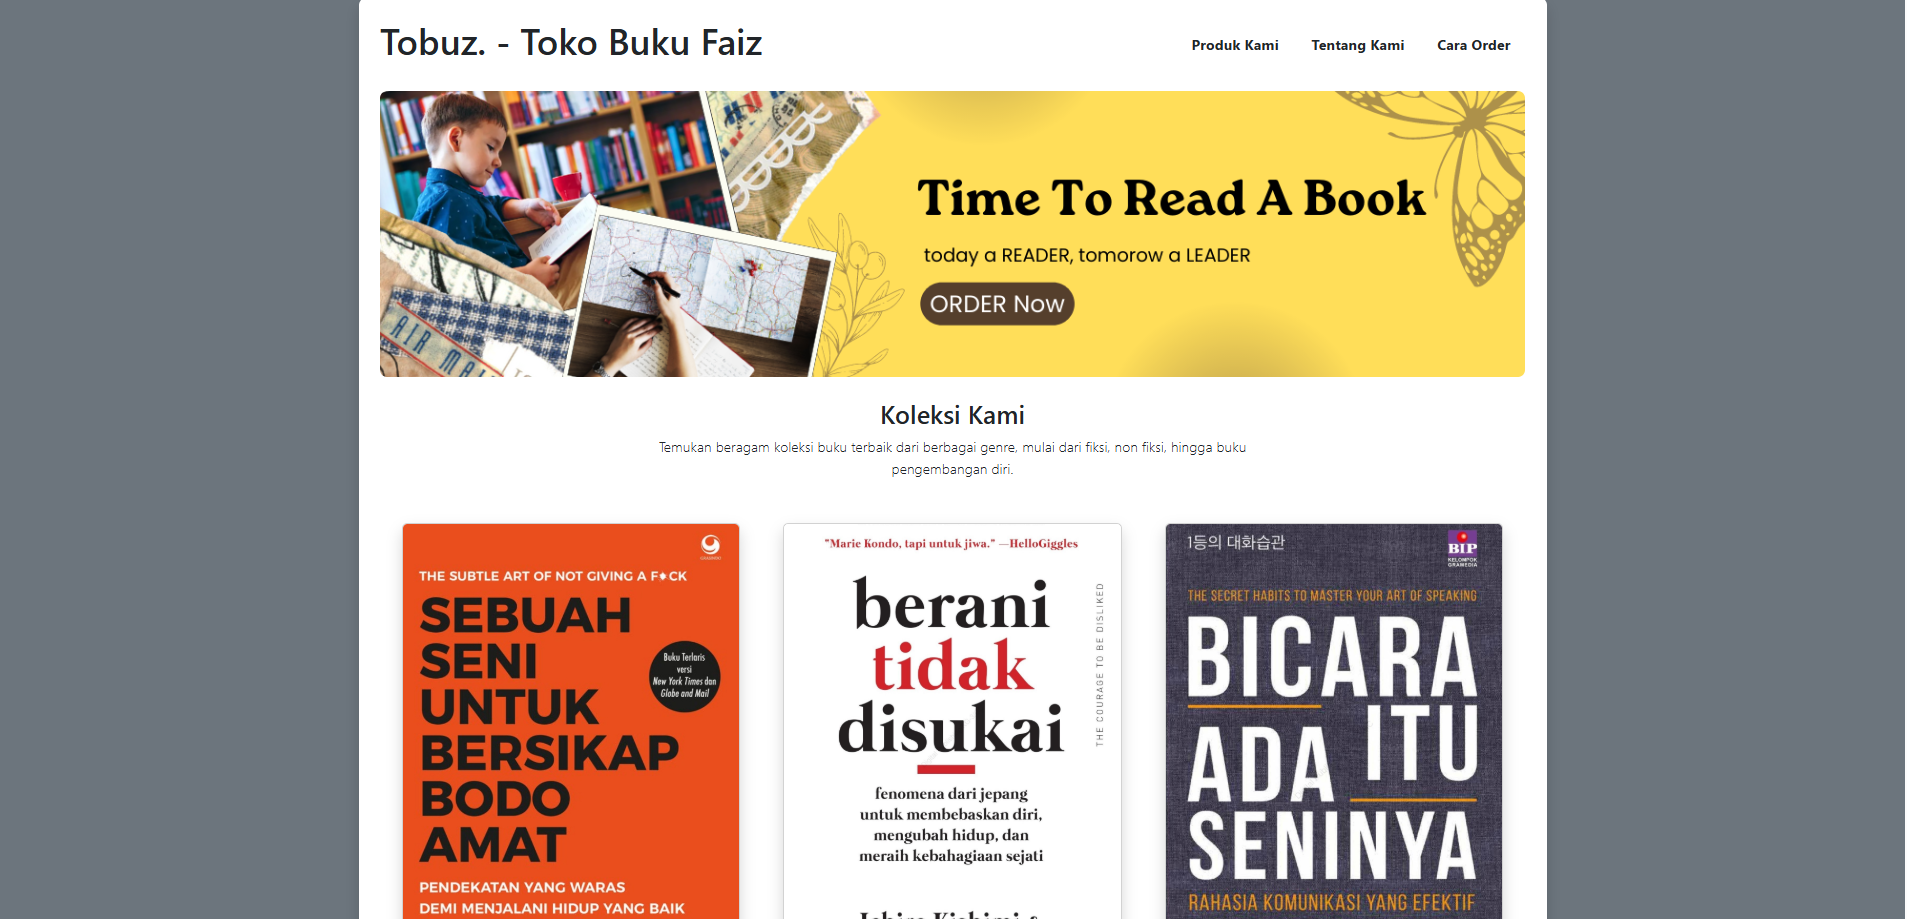 Tobuz. - Toko Buku Faiz
Produk Kami
Tentang Kami
Cara Order
Time To Read A Book
today a READER, tomorow a LEADER
ORDER Now
AIR MA
Koleksi Kami
Temukan beragam koleksi buku terbaik dari berbagai genre, mulai dari fiksi, non fiksi, hingga buku
pengembangan diri.
THE SUBTLE ART OF NOT GIVING A F*CK
SEBUAH
SENI
UNTUK
BERSIKAP
BODO
AMAT
Buku Terlaris
versi
New York Times dan
Globe and Mail
PENDEKATAN YANG WARAS
DEMI MENJALANI HIDUP YANG BAIK
"Marie Kondo, tapi untuk jiwa." —HelloGiggles
berani
tidak
disukai
THE COURAGE TO BE DISLIKED
fenomena dari jepang
untuk membebaskan diri,
mengubah hidup, dan
meraih kebahagiaan sejati
1등의 대화습관
BIP
KELOMPOK
GRAMEDIA
THE SECRET HABITS TO MASTER YOUR ART OF SPEAKING
BICARA
ITU
ADA
SENINYA
RAHASIA KOMUNIKASI YANG EFEKTIF